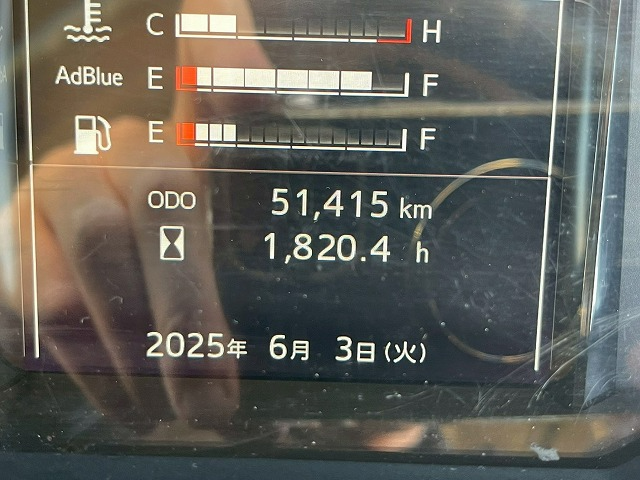 C H
AdBlue E F
E F
ODO 51,415 km
1,820.4 h
2025年 6月 3日(火)